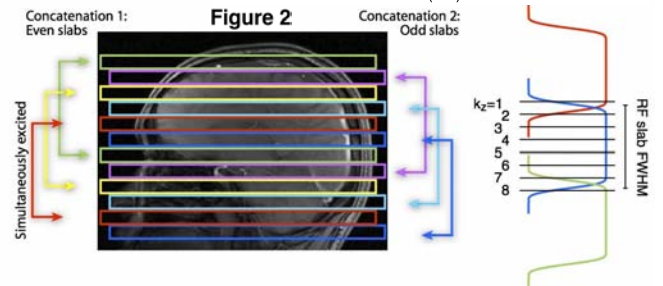 Concatenation 1:
Even slabs
Figure 2:
Concatenation 2:
Odd slabs
Simultaneously excited
kz=1
2
3
4
5
6
7
8
RF slab FWHM